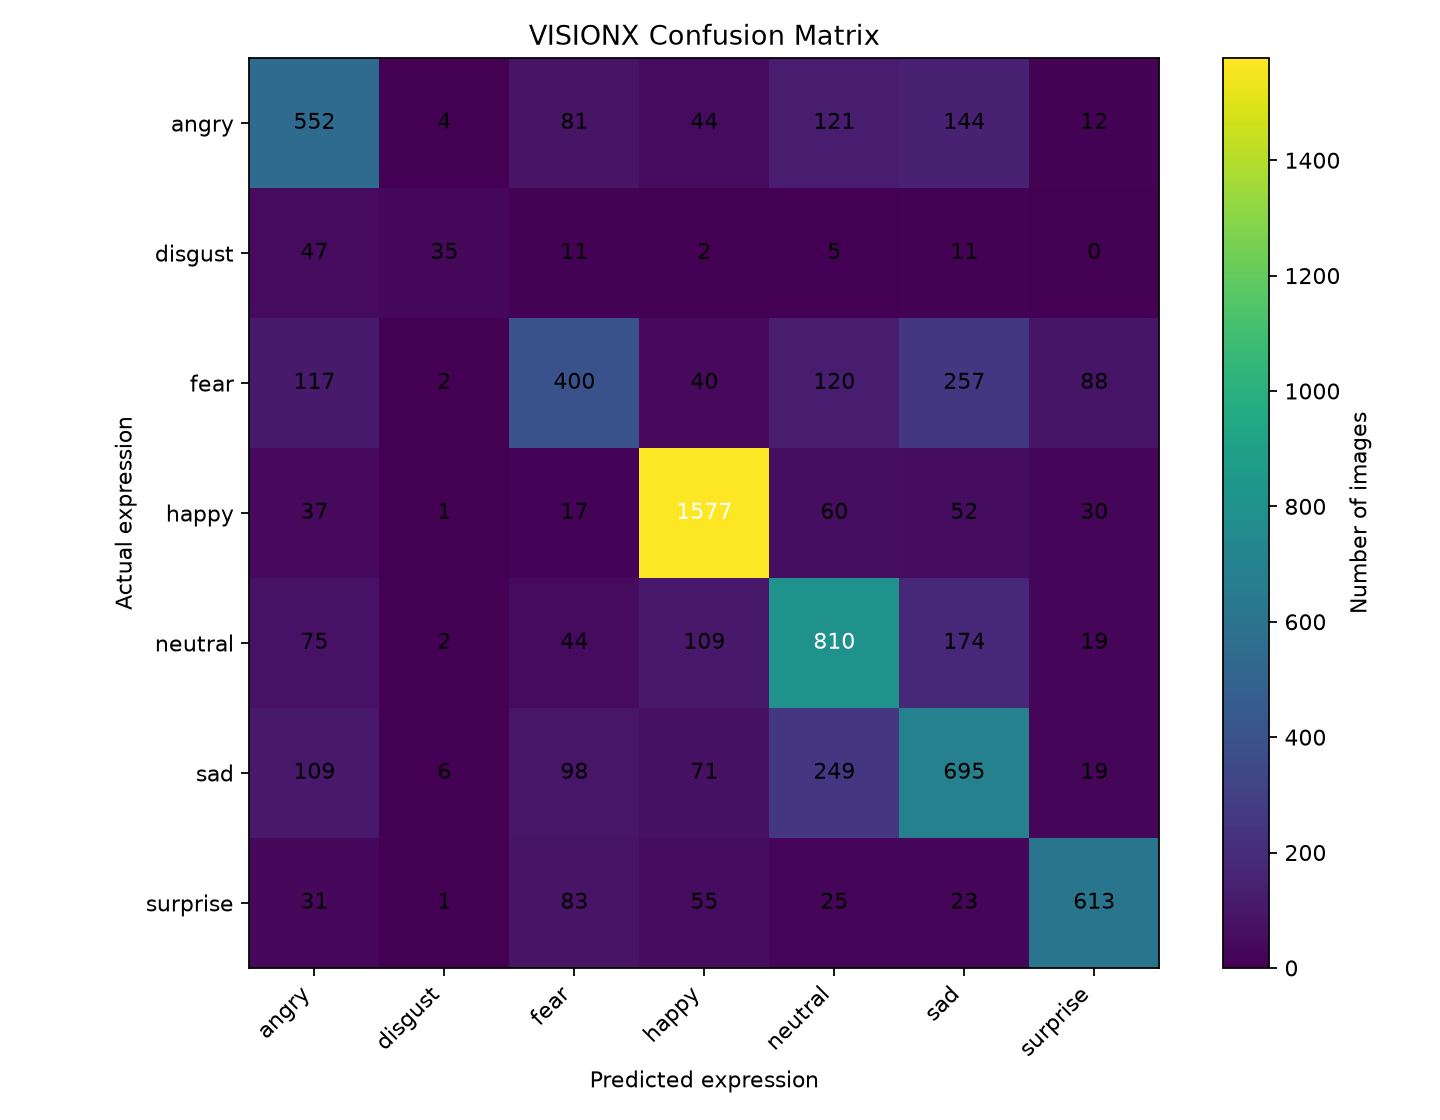 VISIONX Confusion Matrix
angry 552 4 81 44 121 144 12
disgust 47 35 11 2 5 11 0
fear 117 2 400 40 120 257 88
happy 37 1 17 1577 60 52 30
neutral 75 2 44 109 810 174 19
sad 109 6 98 71 249 695 19
surprise 31 1 83 55 25 23 613
angry disgust fear happy neutral sad surprise
Predicted expression
Actual expression
1400
1200
1000
800
600
400
200
0
Number of images